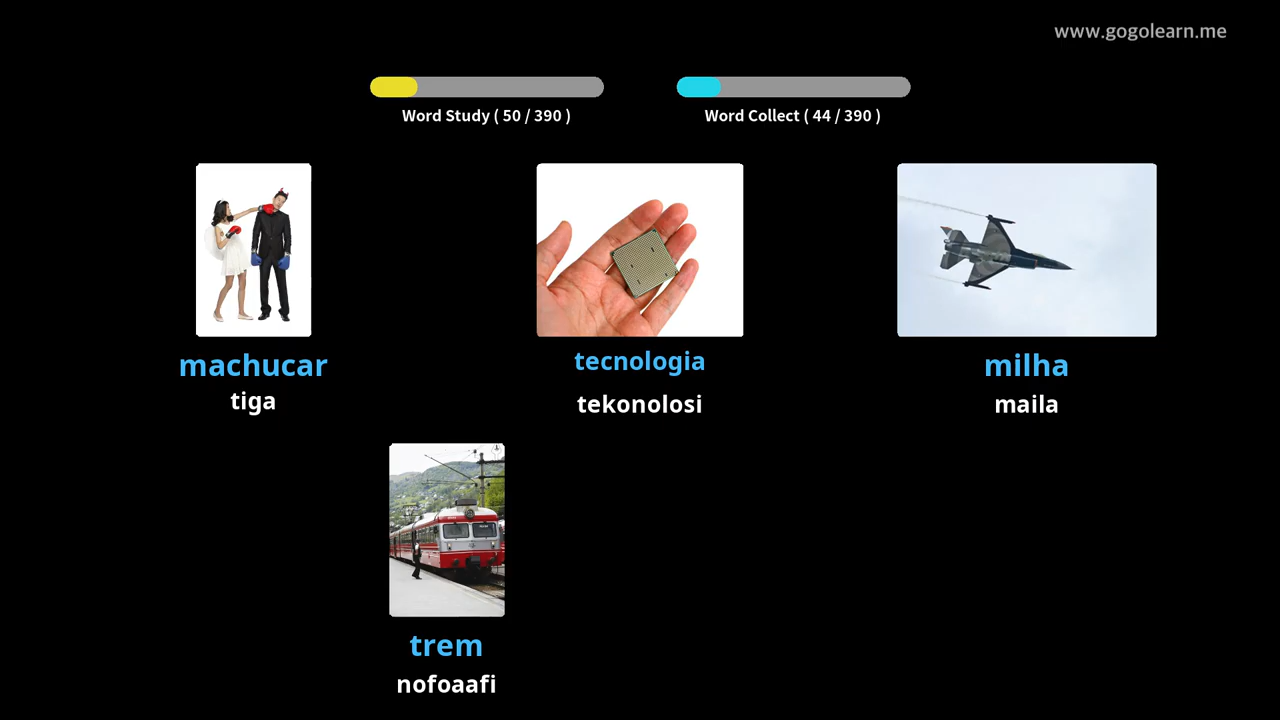 www.gogolearn.me
Word Study ( 50 / 390 )
Word Collect ( 44 / 390 )
machucar
tiga
tecnologia
tekonolosi
milha
maila
trem
nofoaafi